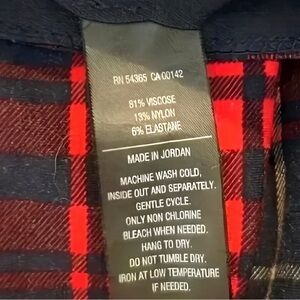 RN 54365 CA 00142
81% VISCOSE
13% NYLON
6% ELASTANE
MADE IN JORDAN
MACHINE WASH COLD,
INSIDE OUT AND SEPARATELY.
GENTLE CYCLE.
ONLY NON CHLORINE
BLEACH WHEN NEEDED.
HANG TO DRY.
DO NOT TUMBLE DRY.
IRON AT LOW TEMPERATURE
IF NEEDED.